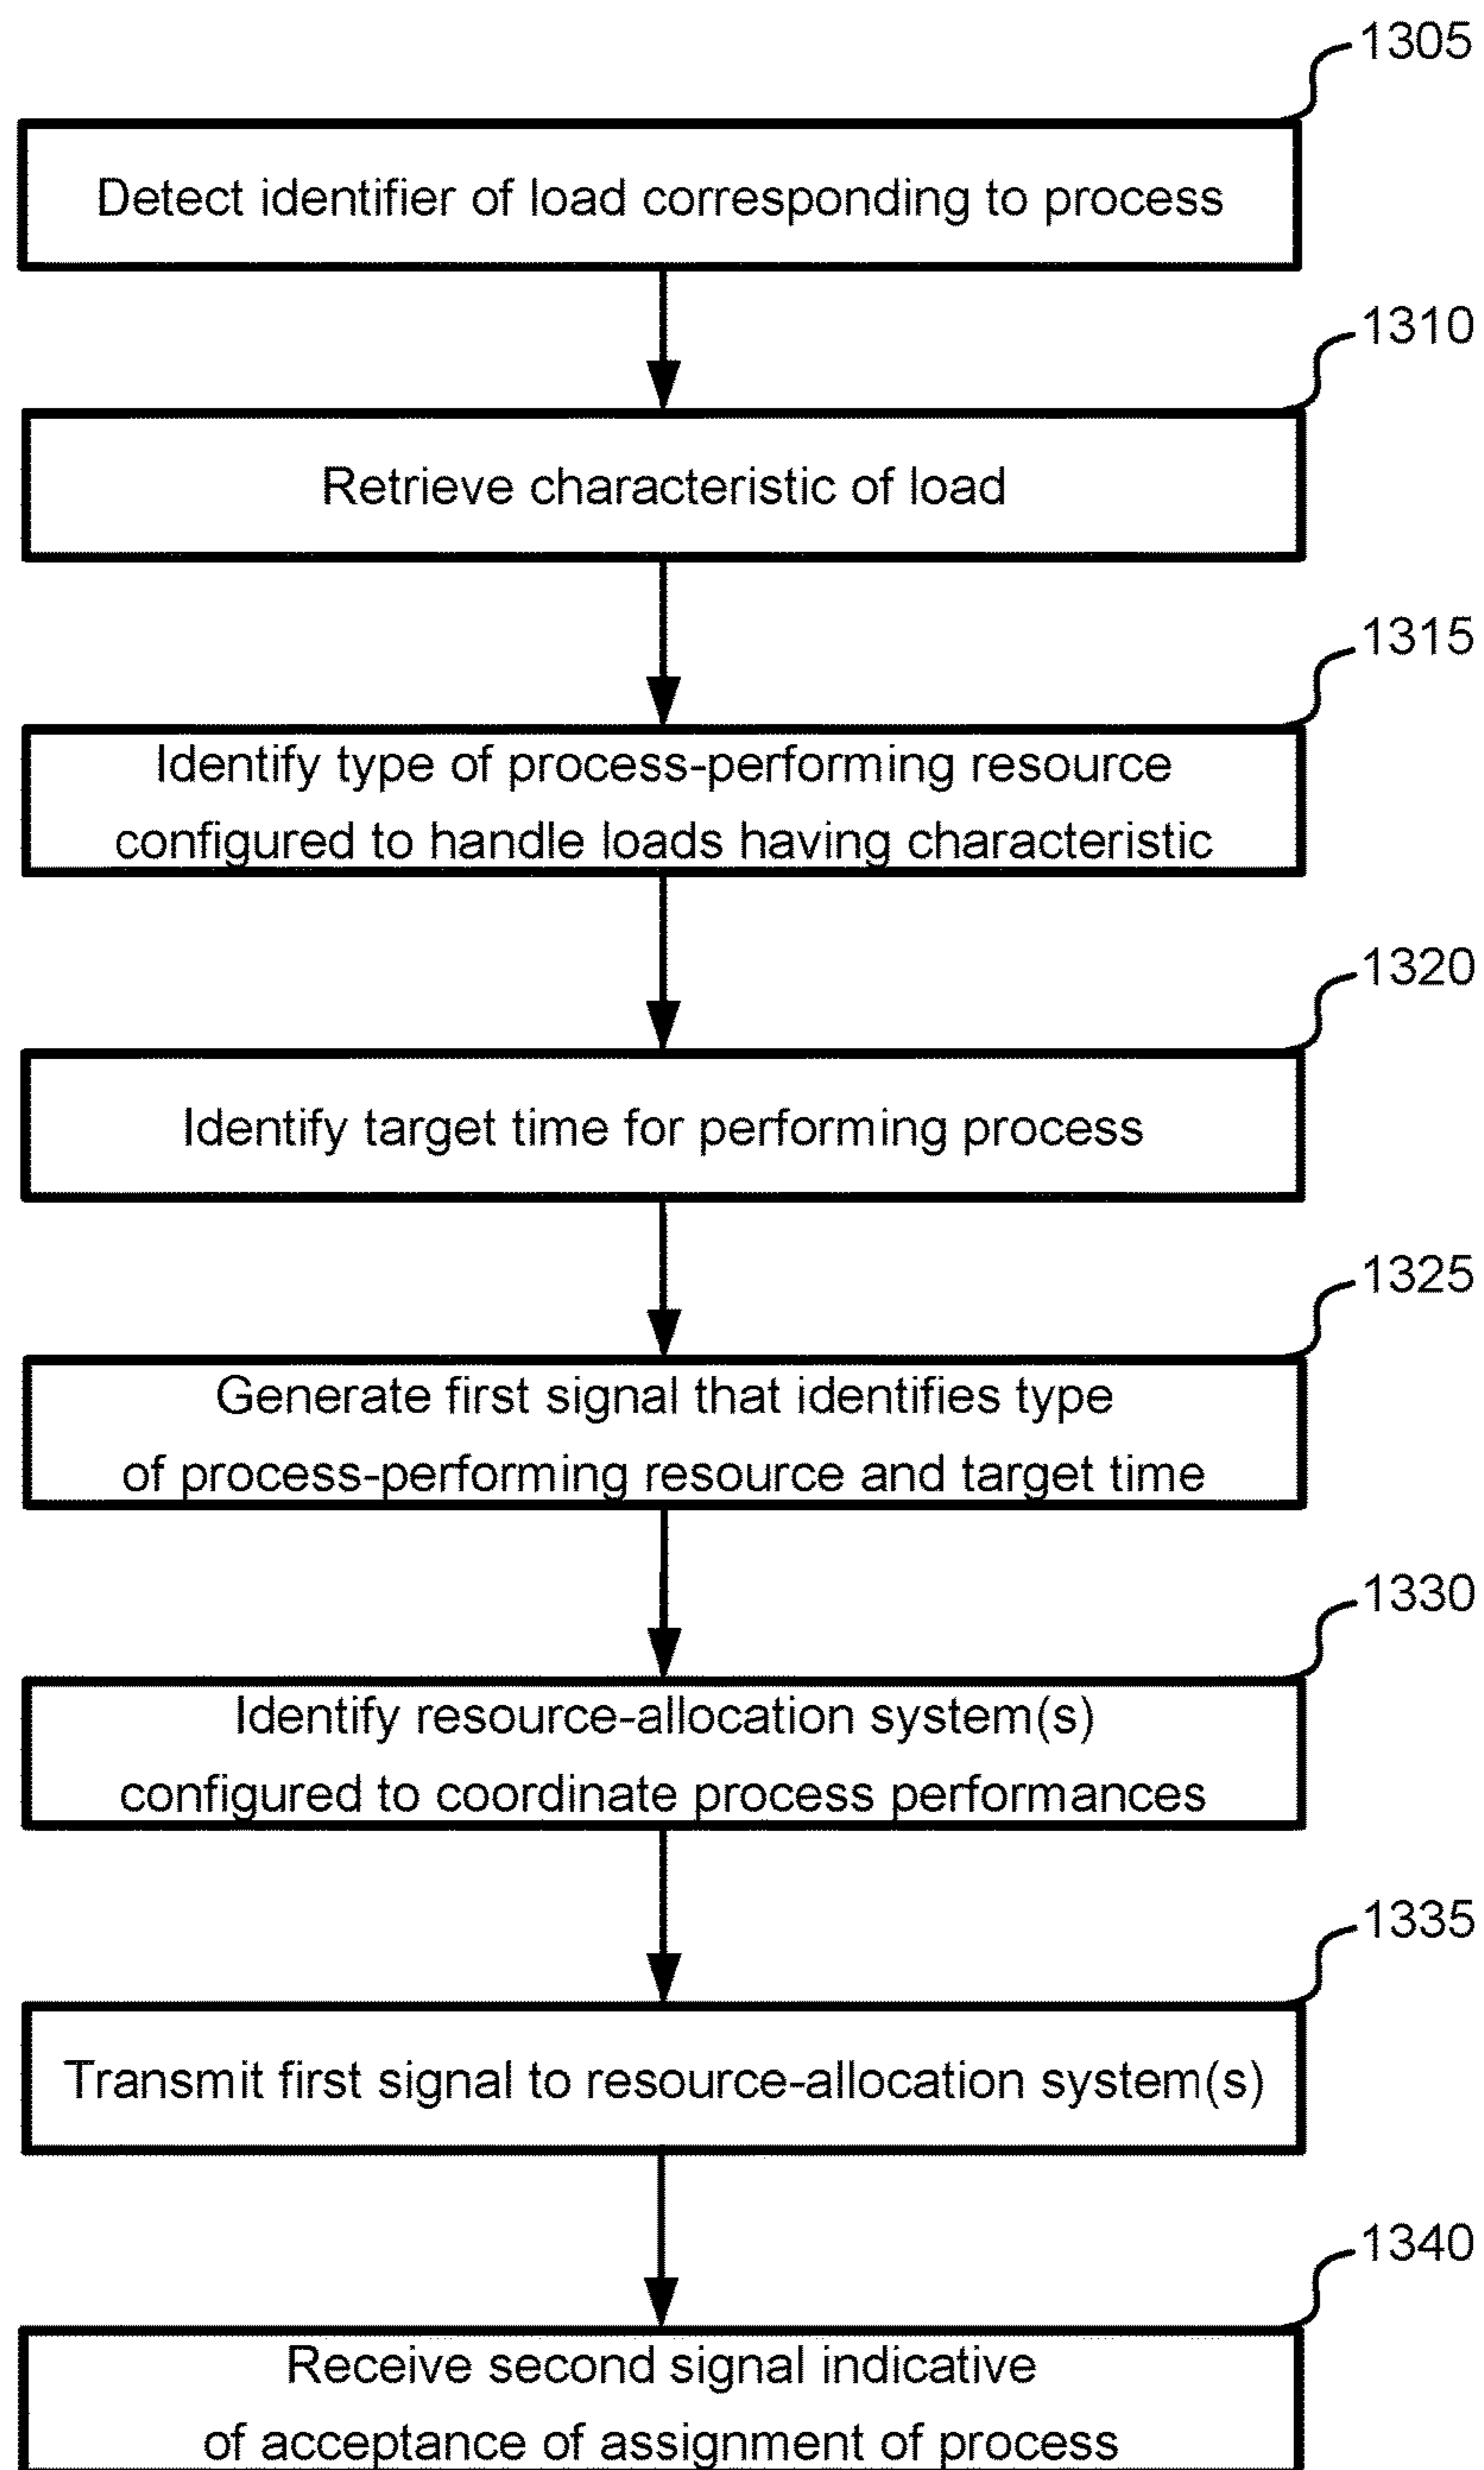 1305
Detect identifier of load corresponding to process
1310
Retrieve characteristic of load
1315
Identify type of process-performing resource
configured to handle loads having characteristic
1320
Identify target time for performing process
1325
Generate first signal that identifies type
of process-performing resource and target time
1330
Identify resource-allocation system(s)
configured to coordinate process performances
1335
Transmit first signal to resource-allocation system(s)
1340
Receive second signal indicative
of acceptance of assignment of process